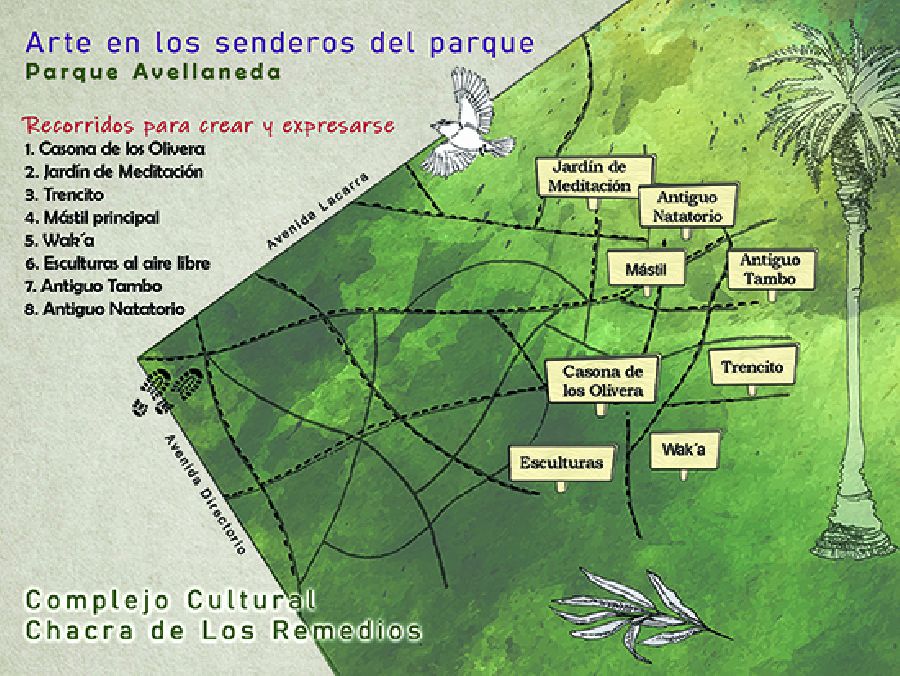 Arte en los senderos del parque
Parque Avellaneda
Recorridos para crear y expresarse
1. Casona de los Olivera
2. Jardín de Meditación
3. Trencito
4. Mástil principal
5. Wak´a
6. Esculturas al aire libre
7. Antiguo Tambo
8. Antiguo Natatorio
Avenida Lacarra
Jardín de
Meditación
Antiguo
Natatorio
Mástil
Antiguo
Tambo
Casona de
los Olivera
Trencito
Esculturas
Wak´a
Avenida Directorio
Complejo Cultural
Chacra de Los Remedios